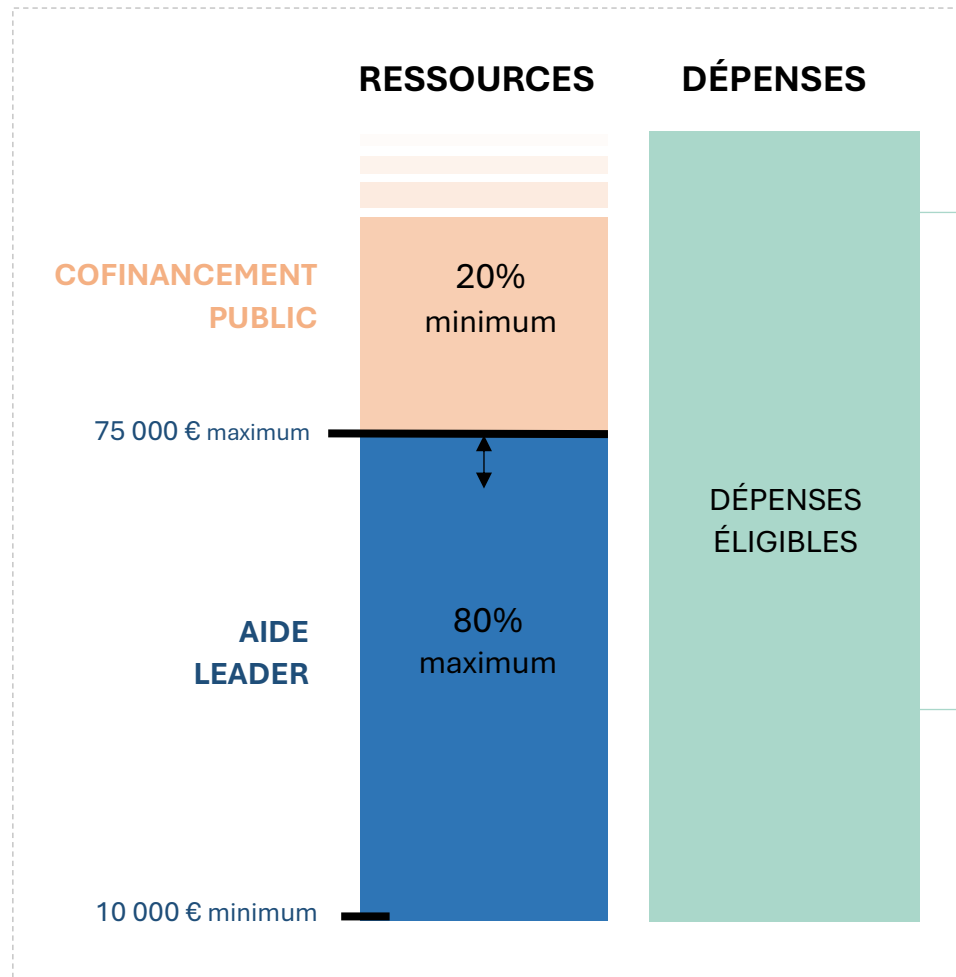 RESSOURCES
DÉPENSES
COFINANCEMENT
PUBLIC
20%
minimum
75 000 € maximum
DÉPENSES
ÉLIGIBLES
AIDE
LEADER
80%
maximum
10 000 € minimum